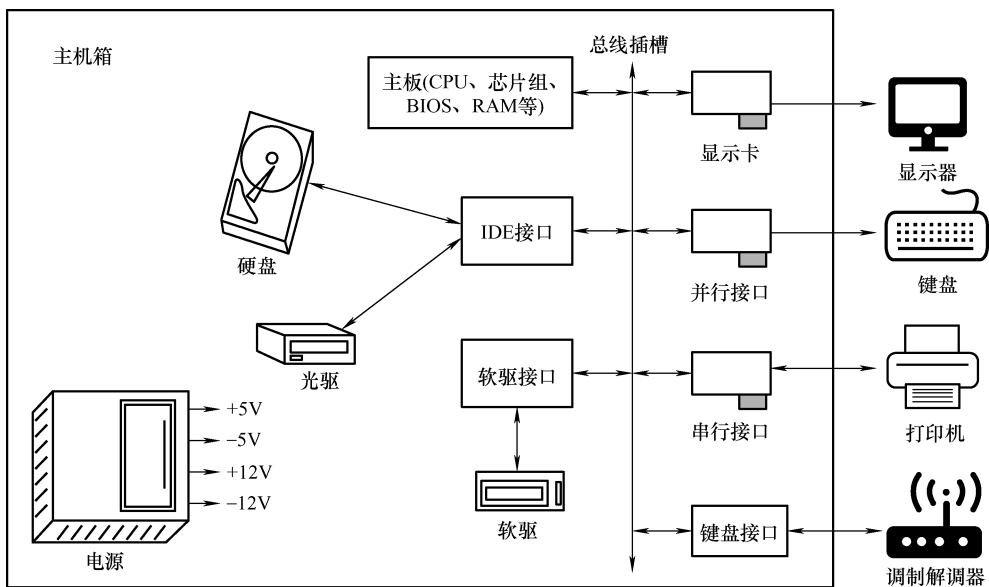 主机箱
总线插槽
主板(CPU、芯片组、
BIOS、RAM等)
显示卡
显示器
硬盘
IDE接口
并行接口
键盘
光驱
软驱接口
串行接口
打印机
+5V
−5V
+12V
−12V
电源
软驱
键盘接口
调制解调器